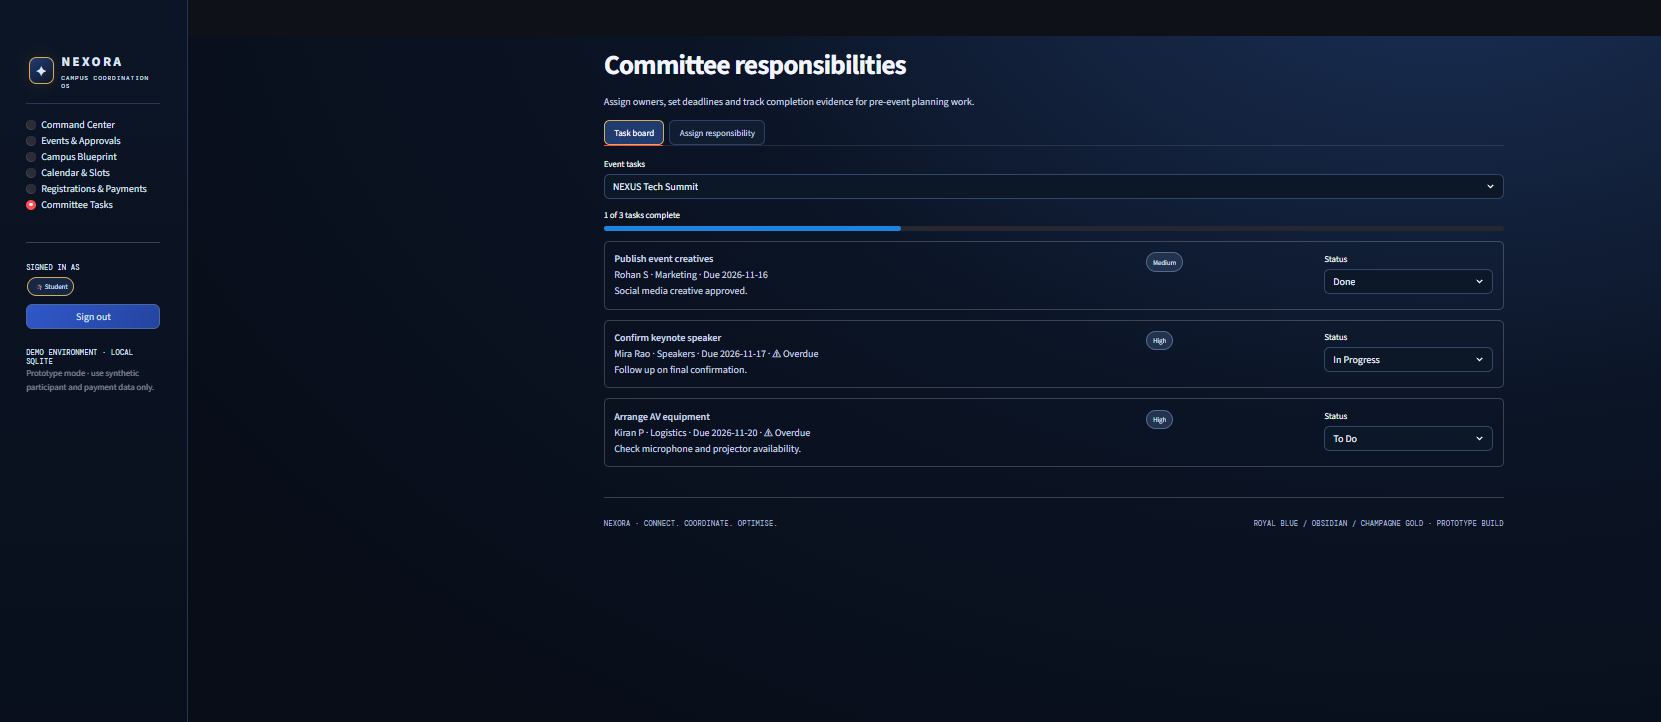 NEXORA
CAMPUS COORDINATION
OS
Command Center
Events & Approvals
Campus Blueprint
Calendar & Slots
Registrations & Payments
Committee Tasks
SIGNED IN AS
Student
Sign out
DEMO ENVIRONMENT · LOCAL
SQLITE
Prototype mode - use synthetic
participant and payment data only.
Committee responsibilities
Assign owners, set deadlines and track completion evidence for pre-event planning work.
Task board
Assign responsibility
Event tasks
NEXUS Tech Summit
1 of 3 tasks complete
Publish event creatives
Rohan S · Marketing · Due 2026-11-16
Social media creative approved.
Medium
Status
Done
Confirm keynote speaker
Mira Rao · Speakers · Due 2026-11-17 · ⚠ Overdue
Follow up on final confirmation.
High
Status
In Progress
Arrange AV equipment
Kiran P · Logistics · Due 2026-11-20 · ⚠ Overdue
Check microphone and projector availability.
High
Status
To Do
NEXORA · CONNECT. COORDINATE. OPTIMISE.
ROYAL BLUE / OBSIDIAN / CHAMPAGNE GOLD · PROTOTYPE BUILD